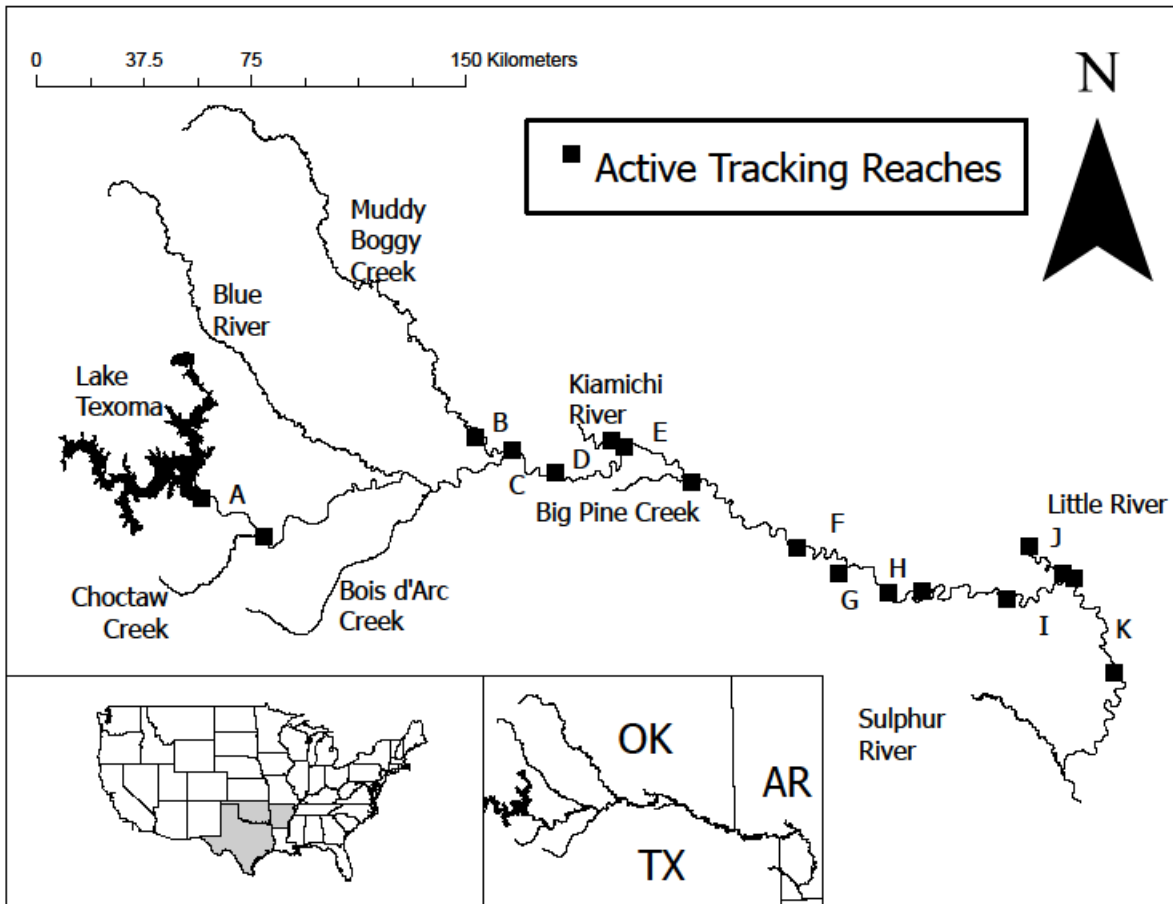 0 37.5 75 150 Kilometers
N
Active Tracking Reaches
Muddy
Boggy
Creek
Blue
River
Lake
Texoma
Kiamichi
River
A
B
C
D
E
Big Pine Creek
F
G
H
Little River
J
I
K
Choctaw
Creek
Bois d'Arc
Creek
Sulphur
River
OK
AR
TX